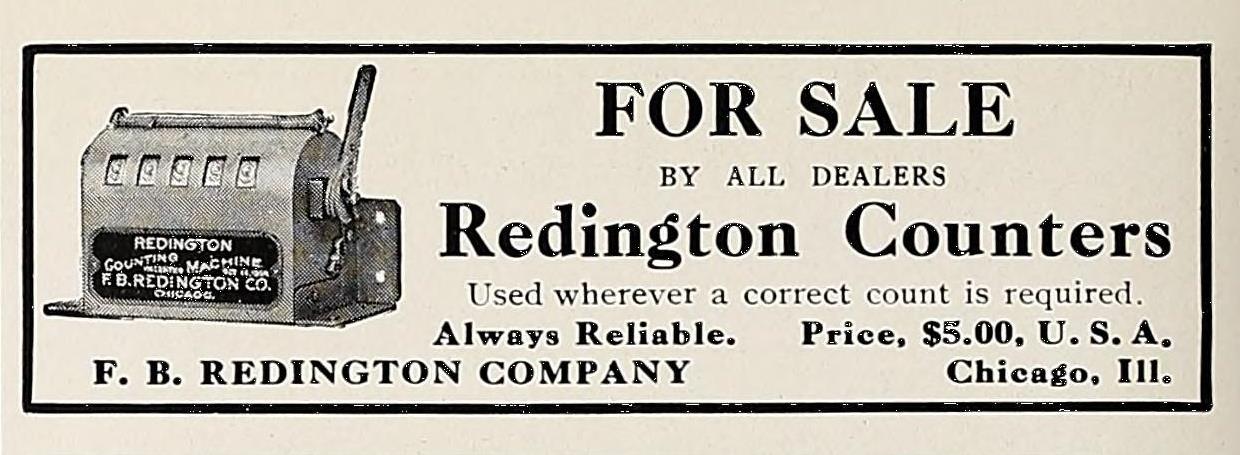 FOR SALE
BY ALL DEALERS
Redington Counters
Used wherever a correct count is required.
Always Reliable. Price, $5.00, U. S. A.
F. B. REDINGTON COMPANY Chicago, Ill.
REDINGTON
COUNTING MACHINE
F. B. REDINGTON CO.
CHICAGO.